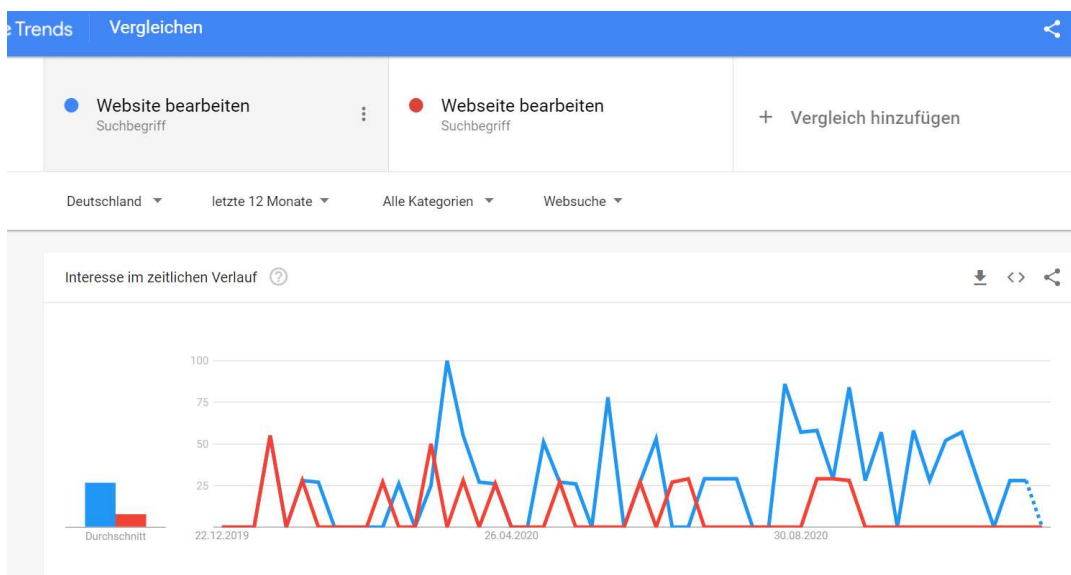 Trends Vergleichen
Website bearbeiten
Suchbegriff
Webseite bearbeiten
Suchbegriff
+ Vergleich hinzufügen
Deutschland letzte 12 Monate Alle Kategorien Websuche
Interesse im zeitlichen Verlauf ?
100
75
50
25
Durchschnitt 22.12.2019 26.04.2020 30.08.2020